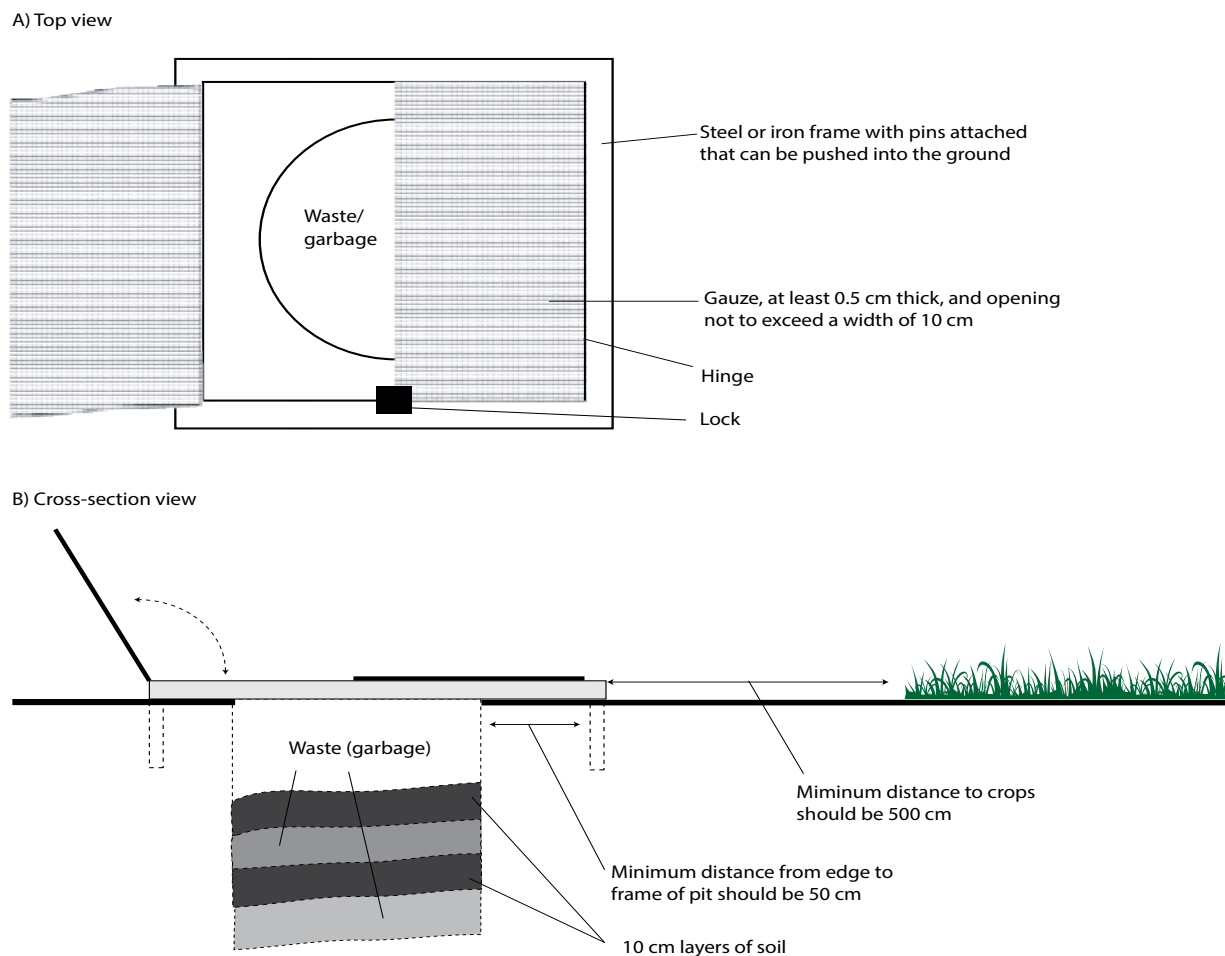 A) Top view
Waste/
garbage
Steel or iron frame with pins attached
that can be pushed into the ground
Gauze, at least 0.5 cm thick, and opening
not to exceed a width of 10 cm
Hinge
Lock
B) Cross-section view
Waste (garbage)
Miminum distance to crops
should be 500 cm
Minimum distance from edge to
frame of pit should be 50 cm
10 cm layers of soil